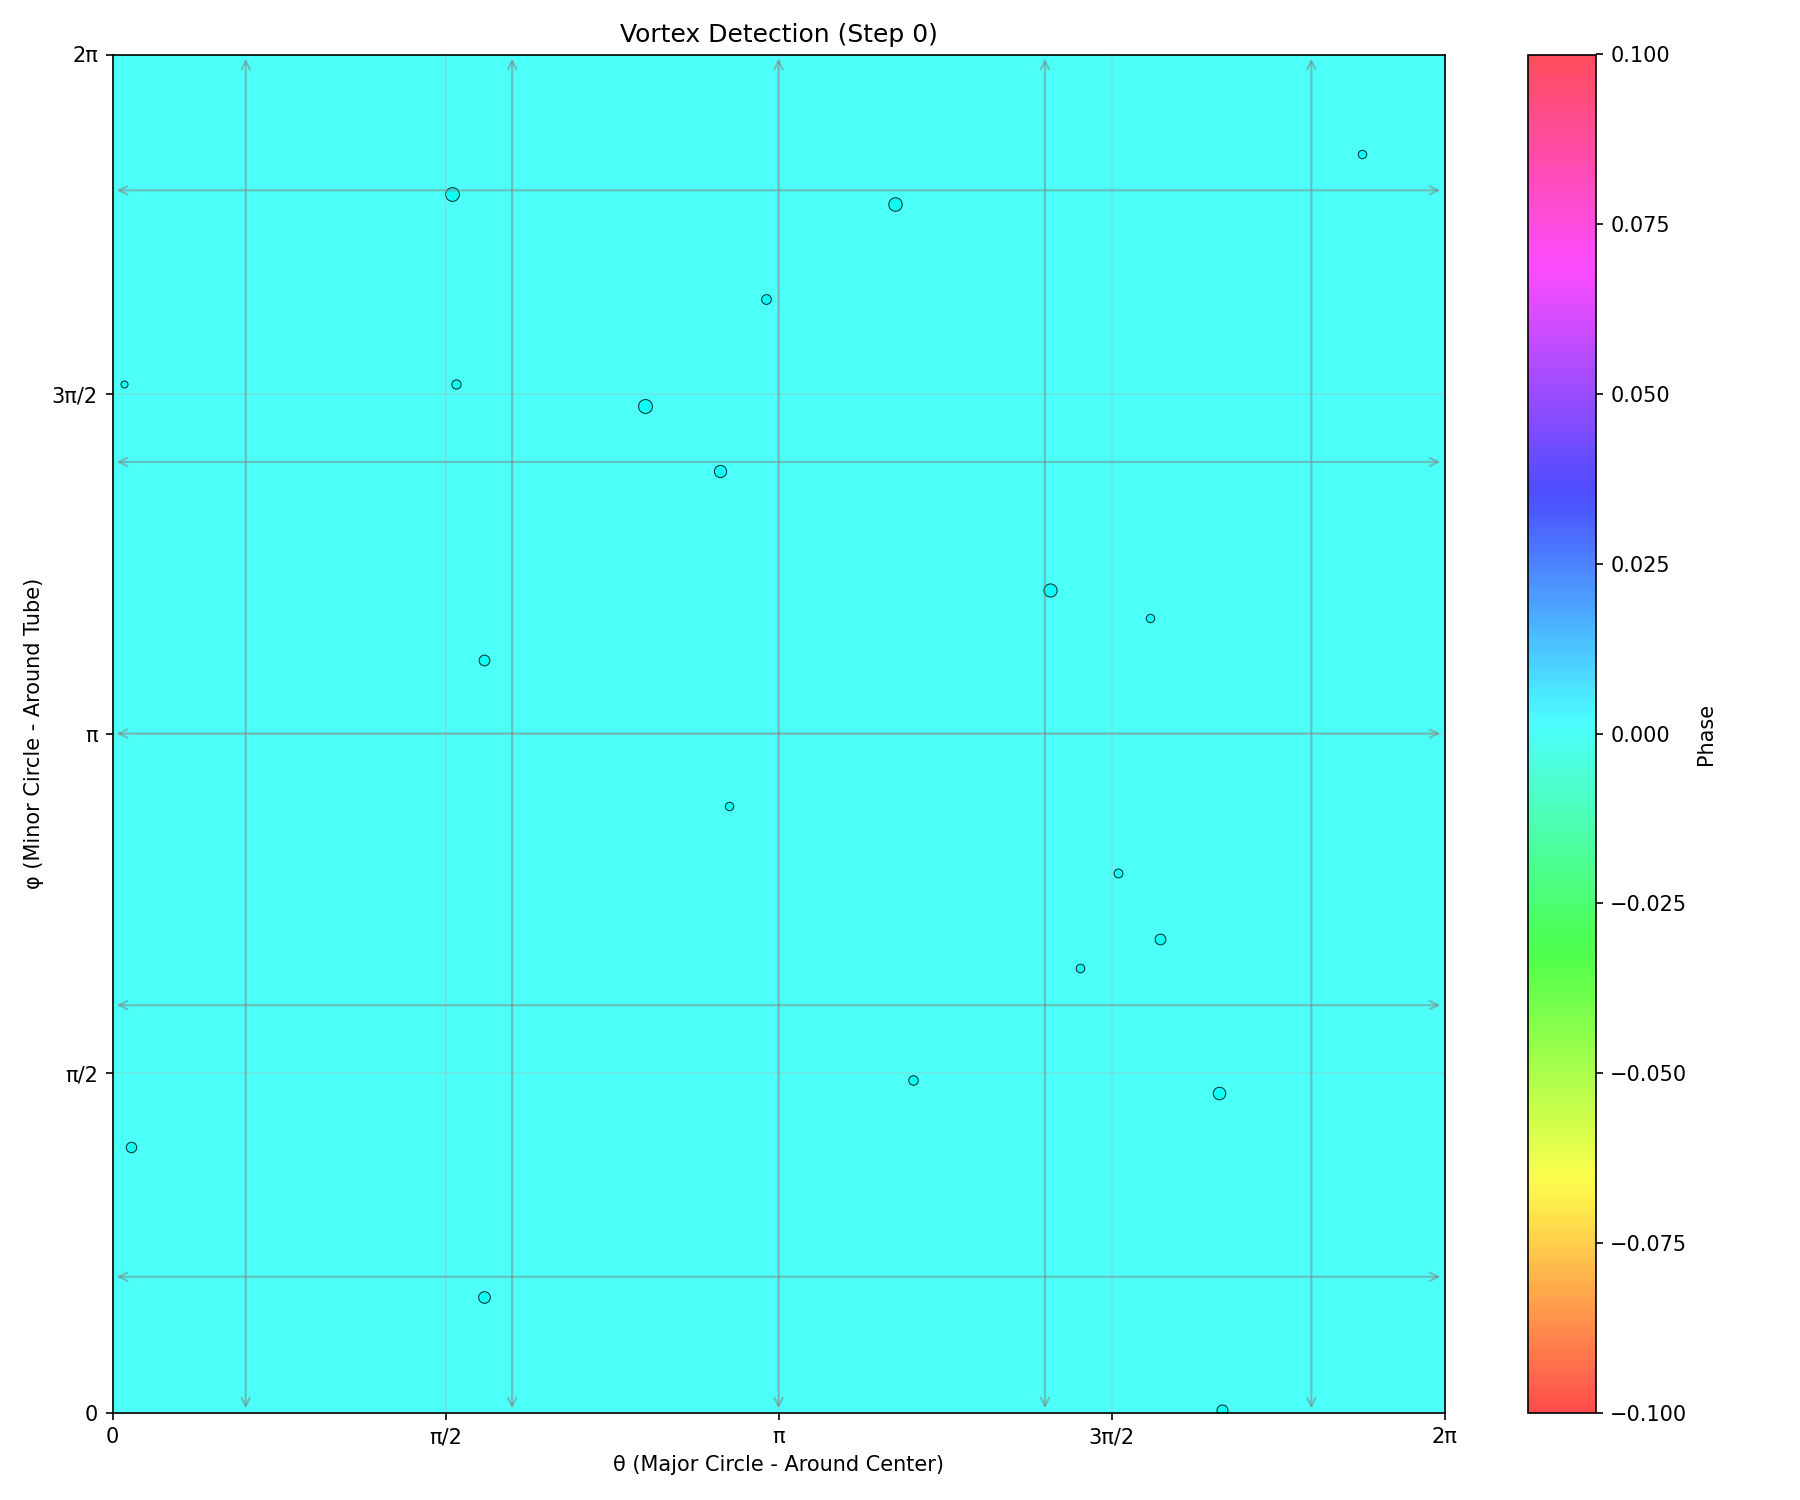 Vortex Detection (Step 0)
2π
3π/2
π
π/2
0
φ (Minor Circle - Around Tube)
0
π/2
π
3π/2
2π
θ (Major Circle - Around Center)
0.100
0.075
0.050
0.025
0.000
−0.025
−0.050
−0.075
−0.100
Phase